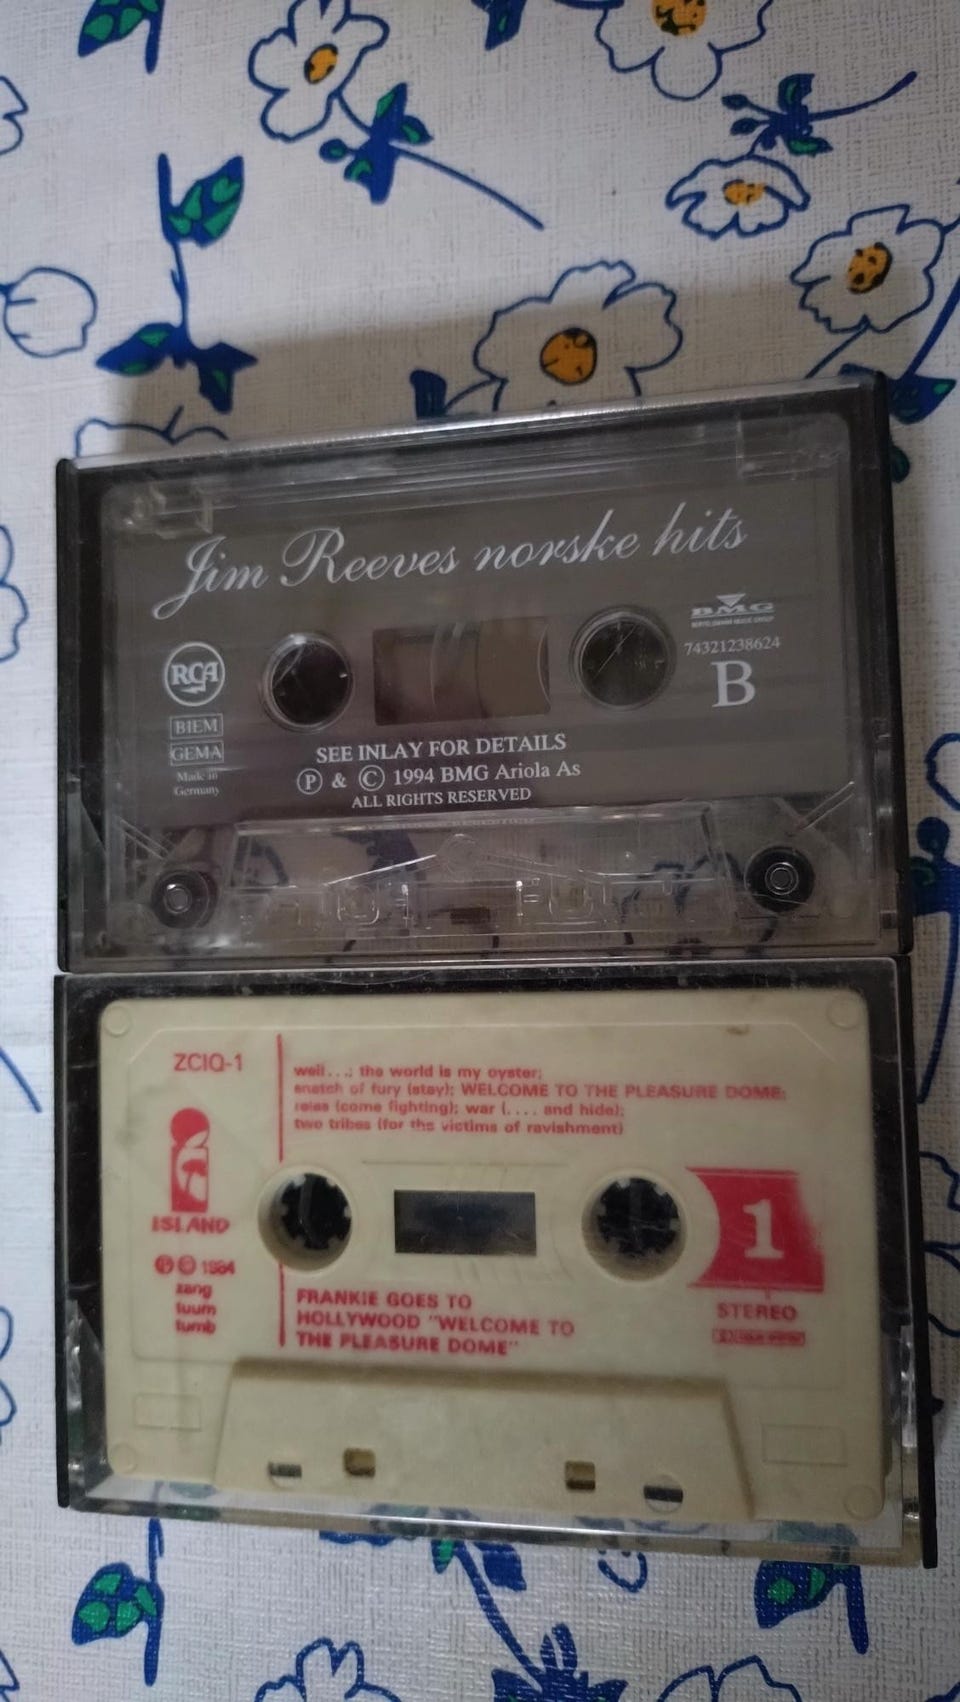 Jim Reeves norske hits
BMG
BERTELSMANN MUSIC GROUP
74321238624
B
RCA
BIEM
GEMA
Made in
Germany
SEE INLAY FOR DETAILS
Ⓟ & © 1994 BMG Ariola As
ALL RIGHTS RESERVED
ZCIQ-1
well...; the world is my oyster;
snatch of fury (stay); WELCOME TO THE PLEASURE DOME;
relax (come fighting); war (.... and hide);
two tribes (for the victims of ravishment)
ISLAND
Ⓟ © 1984
zang
tuum
tumb
1
STEREO
FRANKIE GOES TO
HOLLYWOOD "WELCOME TO
THE PLEASURE DOME"